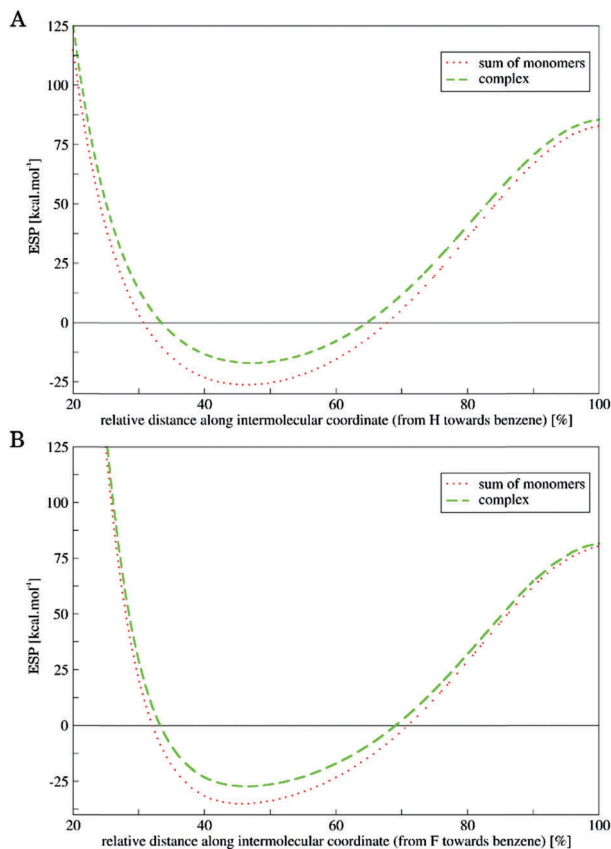 A
125
100
75
50
25
0
-25
ESP [kcal.mol⁻¹]
sum of monomers
complex
20 40 60 80 100
relative distance along intermolecular coordinate (from H towards benzene) [%]
B
125
100
75
50
25
0
-25
ESP [kcal.mol⁻¹]
sum of monomers
complex
20 40 60 80 100
relative distance along intermolecular coordinate (from F towards benzene) [%]